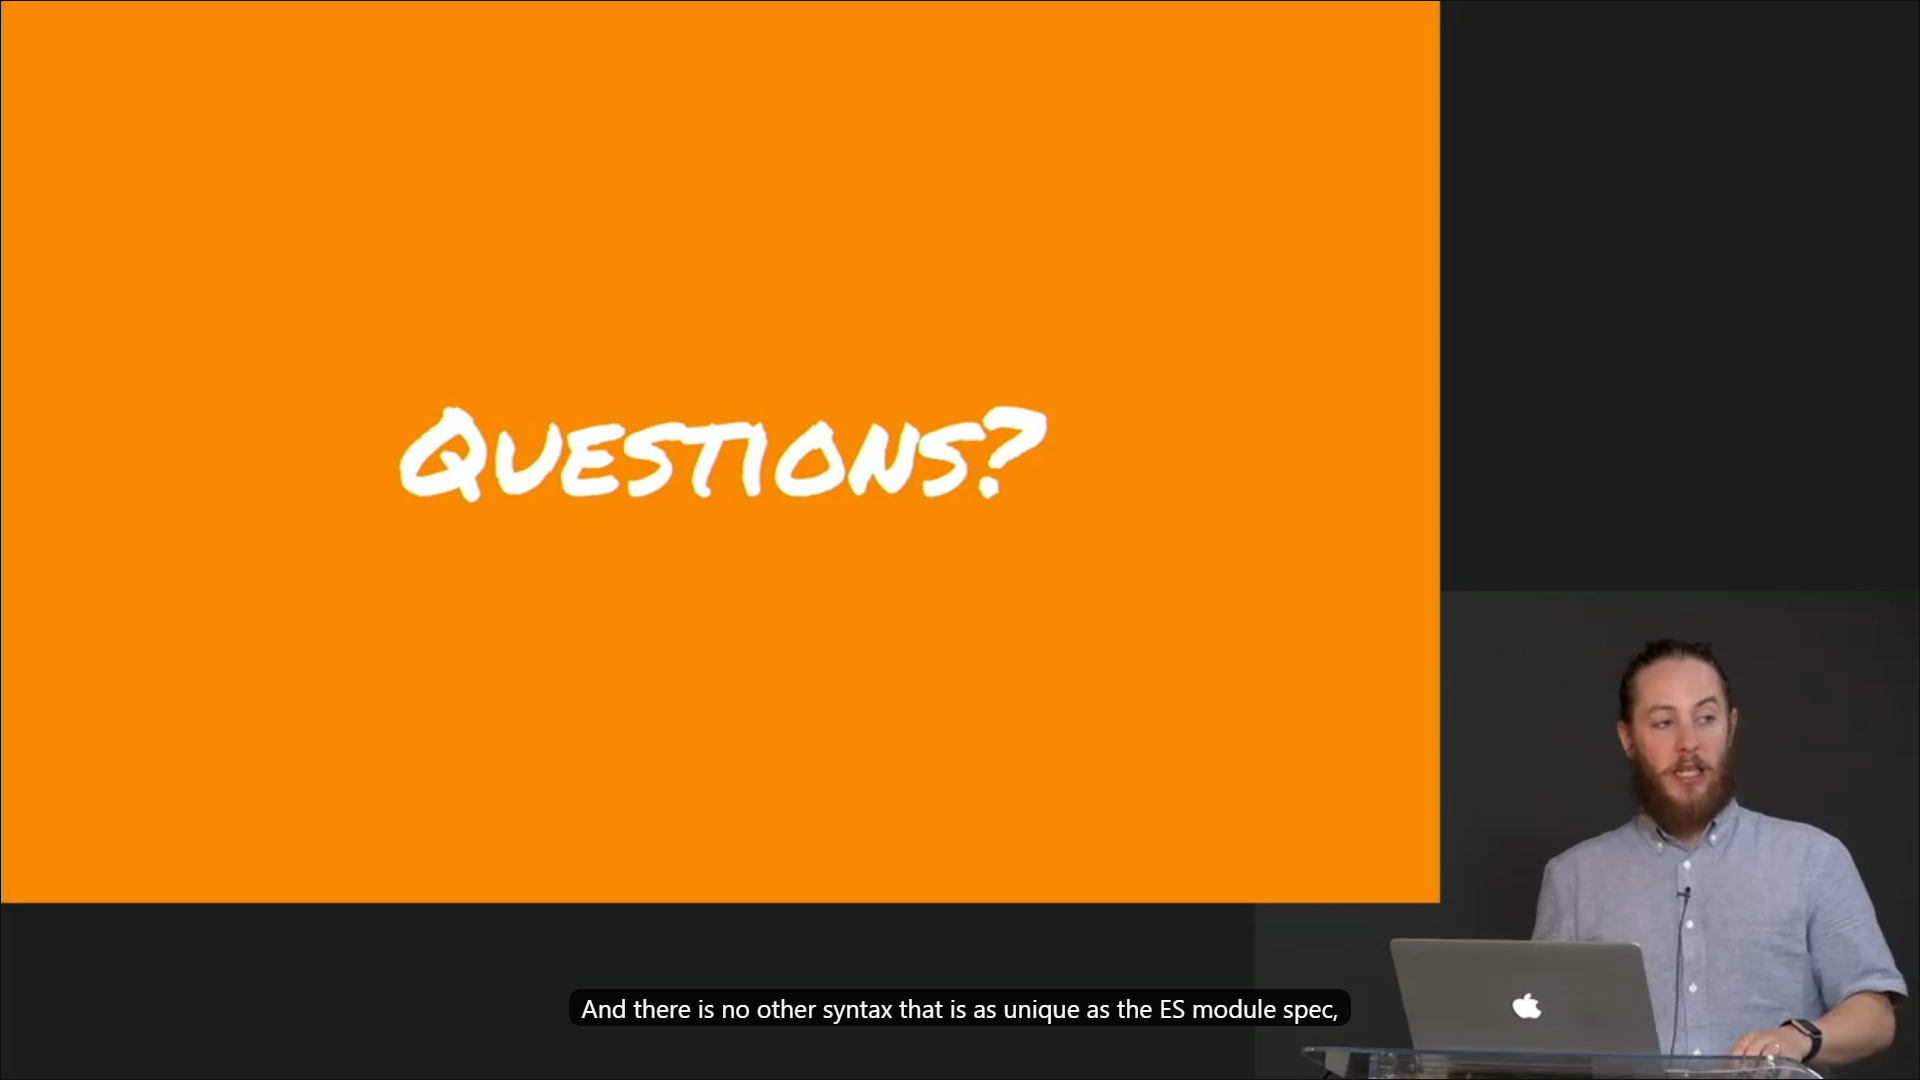 Questions?
And there is no other syntax that is as unique as the ES module spec,